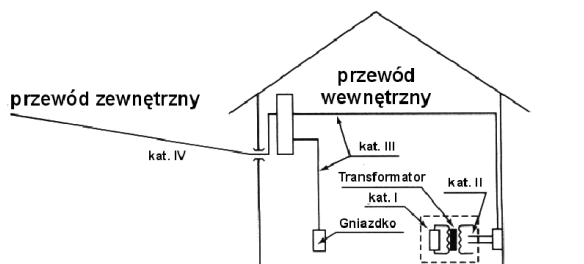 przewód zewnętrzny
przewód
wewnętrzny
kat. IV
kat. III
Transformator
kat. II
kat. I
Gniazdko